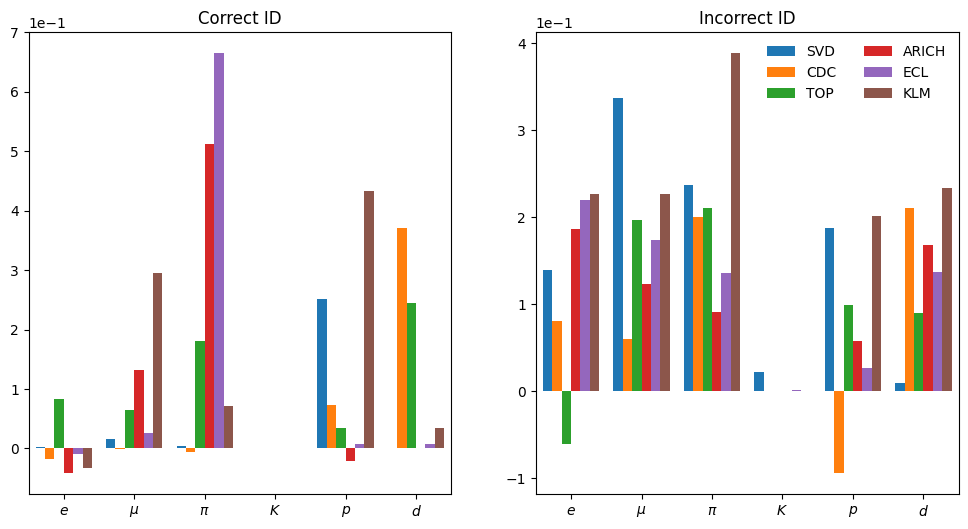 Correct ID
1e−1
7
6
5
4
3
2
1
0
e μ π K p d
Incorrect ID
1e−1
4
3
2
1
0
−1
SVD ARICH
CDC ECL
TOP KLM
e μ π K p d